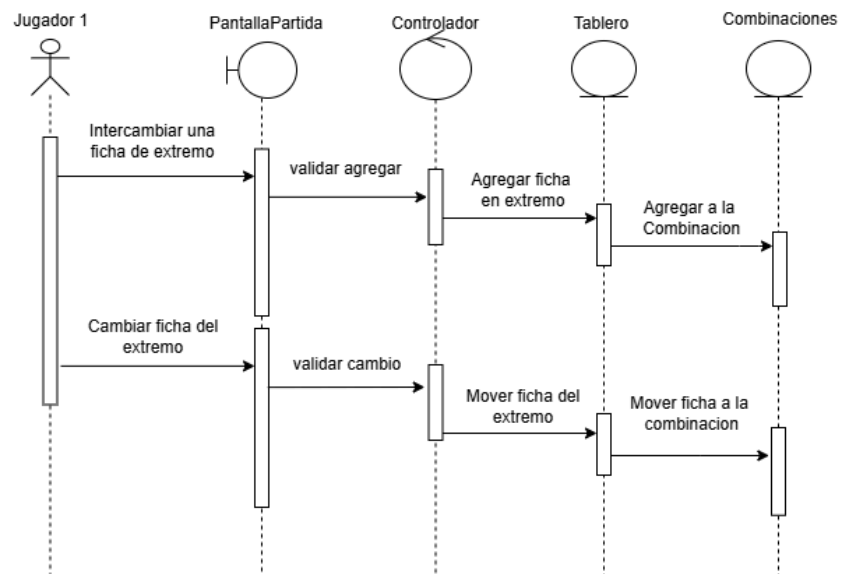 Jugador 1
PantallaPartida
Controlador
Tablero
Combinaciones
Intercambiar una
ficha de extremo
validar agregar
Agregar ficha
en extremo
Agregar a la
Combinacion
Cambiar ficha del
extremo
validar cambio
Mover ficha del
extremo
Mover ficha a la
combinacion